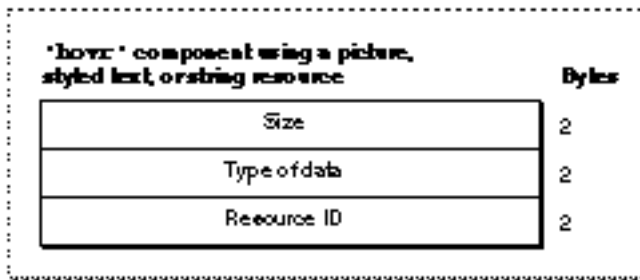 'hovr' component using a picture,
styled text, or string resource Bytes
Size 2
Type of data 2
Resource ID 2